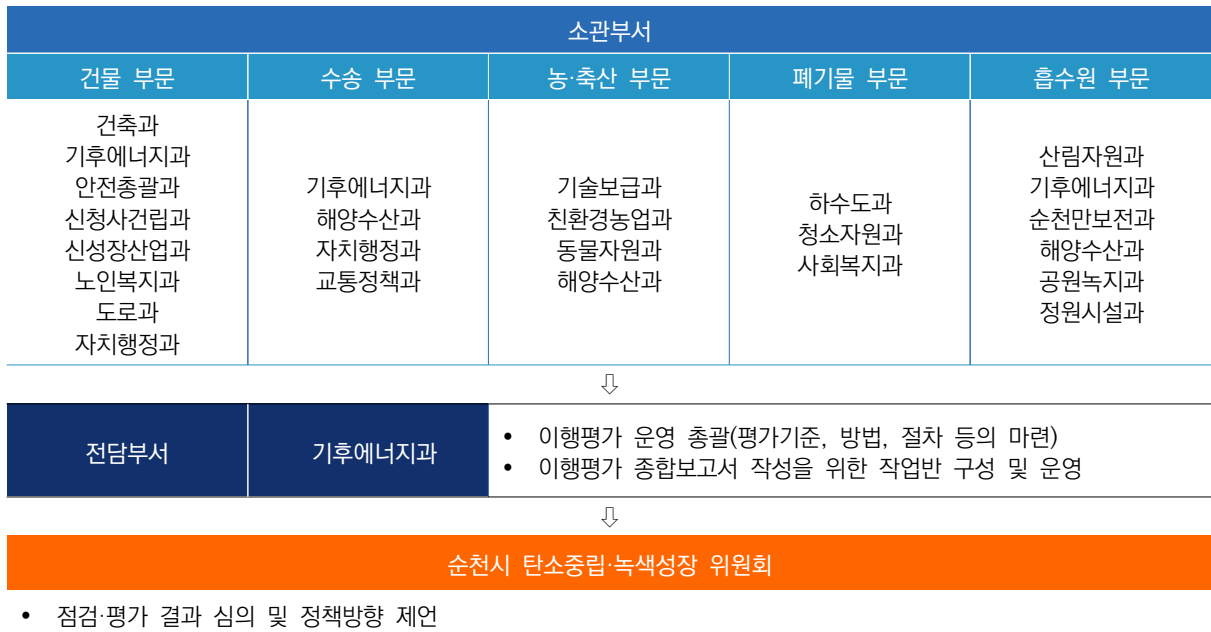 소관부서
건물 부문
수송 부문
농·축산 부문
폐기물 부문
흡수원 부문
건축과
기후에너지과
안전총괄과
신청사건립과
신성장산업과
노인복지과
도로과
자치행정과
기후에너지과
해양수산과
자치행정과
교통정책과
기술보급과
친환경농업과
동물자원과
해양수산과
하수도과
청소자원과
사회복지과
산림자원과
기후에너지과
순천만보전과
해양수산과
공원녹지과
정원시설과
⇩
전담부서
기후에너지과
• 이행평가 운영 총괄(평가기준, 방법, 절차 등의 마련)
• 이행평가 종합보고서 작성을 위한 작업반 구성 및 운영
⇩
순천시 탄소중립·녹색성장 위원회
• 점검·평가 결과 심의 및 정책방향 제언